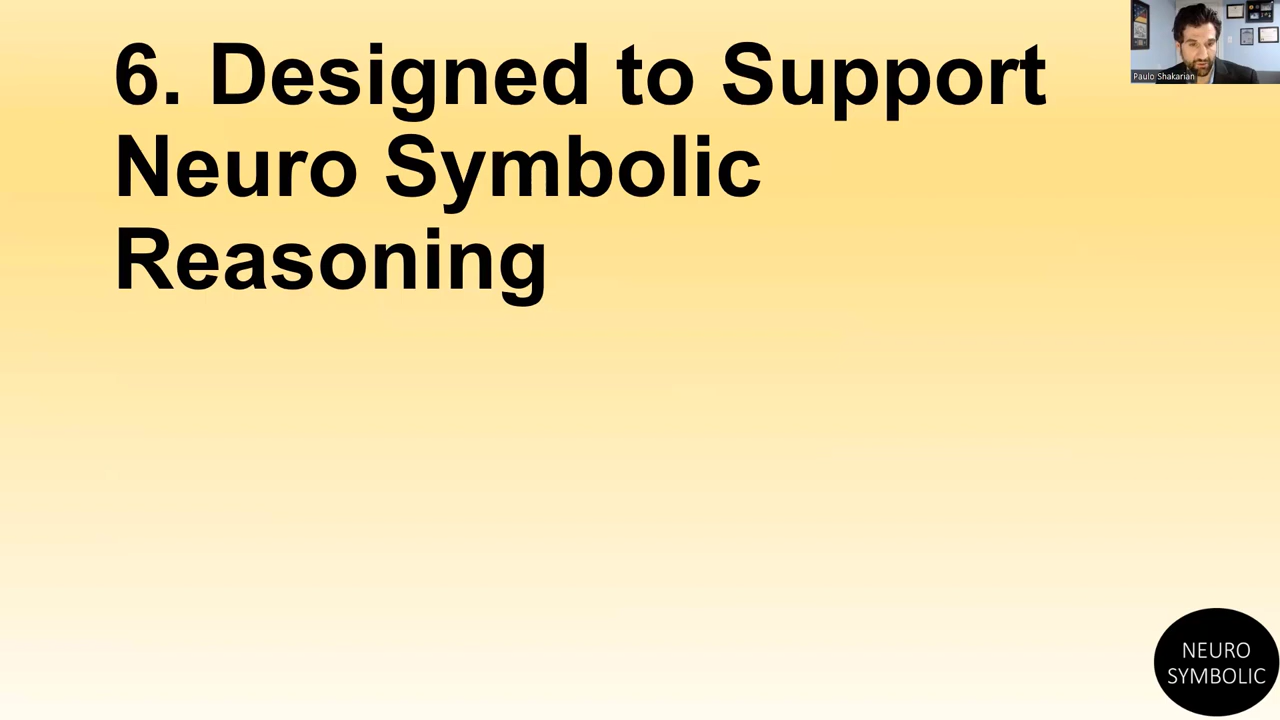 6. Designed to Support
Neuro Symbolic
Reasoning
Paulo Shakarian
NEURO
SYMBOLIC